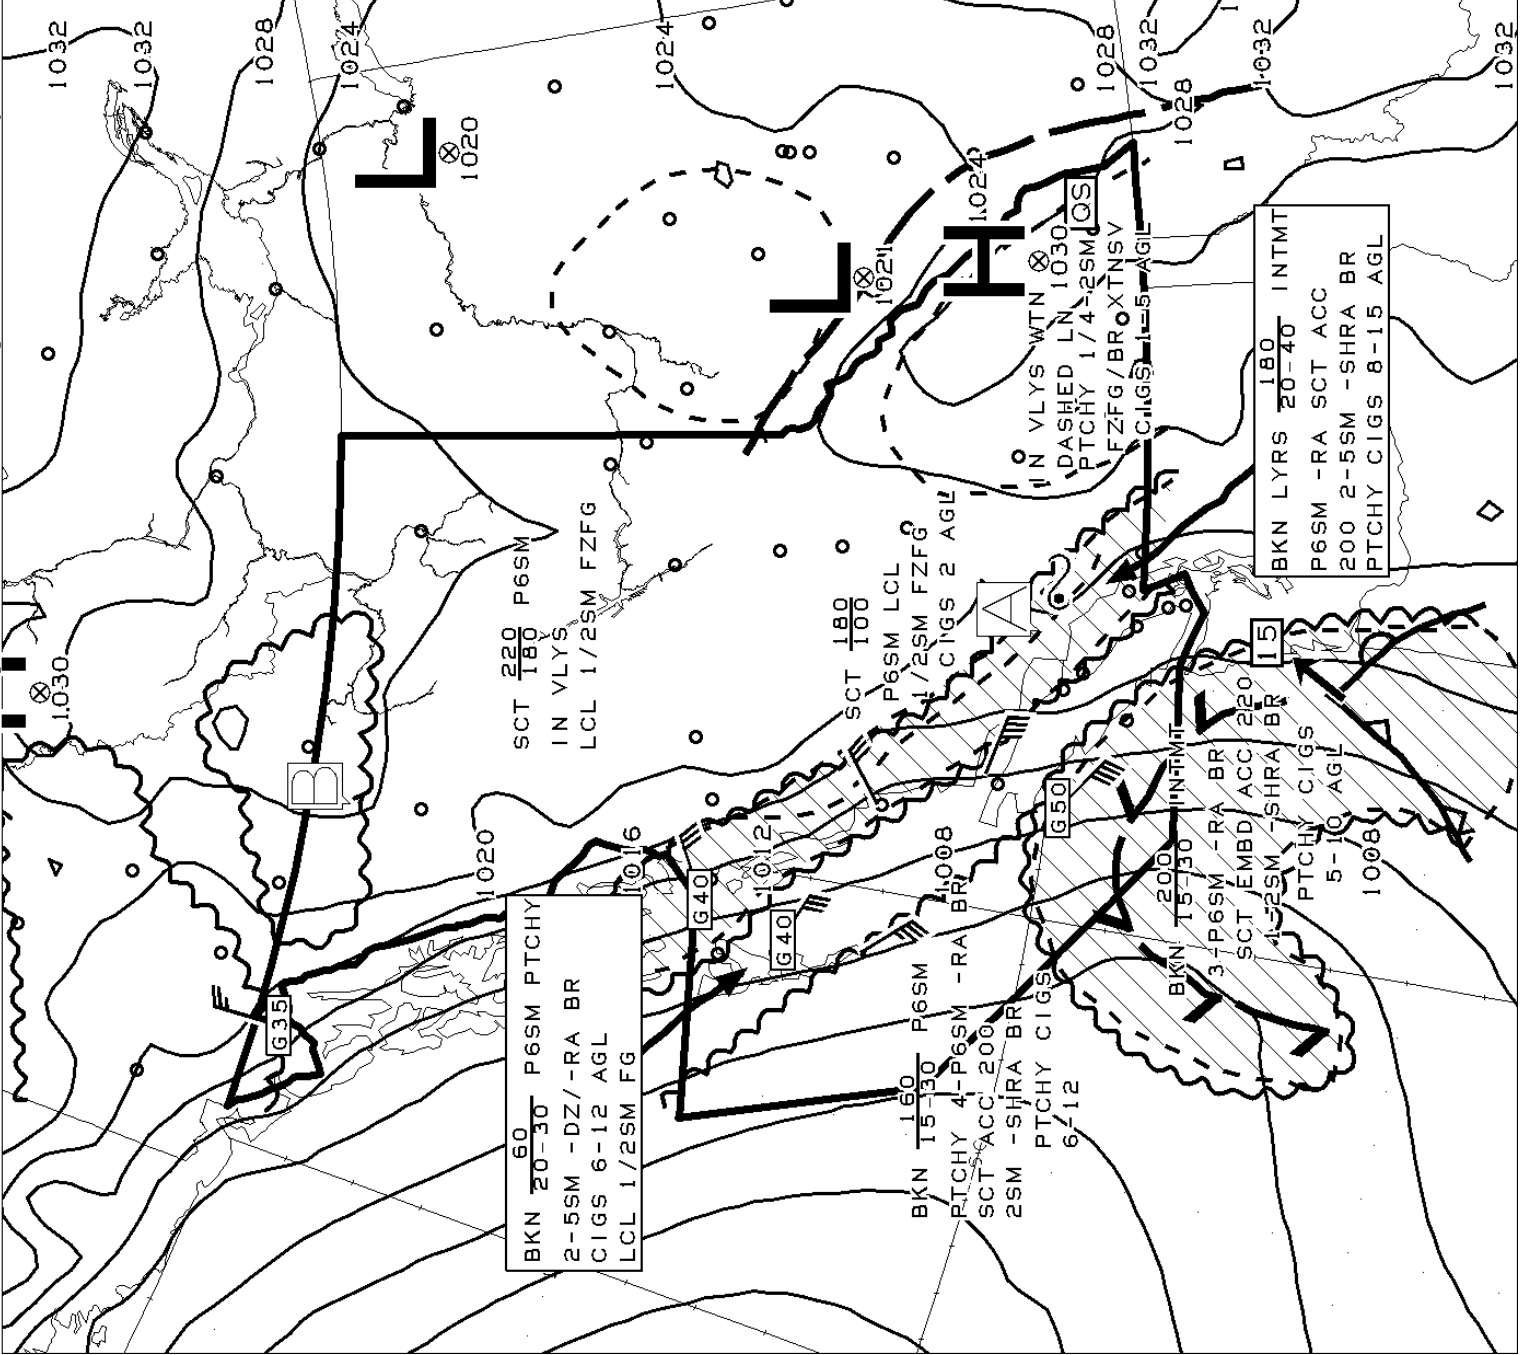 1032
1032
1028
1024
1024
1028
1032
1032
1032
1028
L
1020
L
1021
H
1024
1030
QS
IN VLYS WTN
DASHED LN
PTCHY 1/4-2SM
FZFG/BR XTNSV
CIGS 1-5 AGL
1030
B
SCT 220/180 P6SM
IN VLYS
LCL 1/2SM FZFG
SCT 180/100
P6SM LCL
1/2SM FZFG
CIGS 2 AGL
A
BKN LYRS 180/20-40 INTMT
P6SM -RA SCT ACC
200 2-5SM -SHRA BR
PTCHY CIGS 8-15 AGL
15
1020
1016
1012
1008
G50
G40
G40
G35
BKN 60/20-30 P6SM PTCHY
2-5SM -DZ/-RA BR
CIGS 6-12 AGL
LCL 1/2SM FG
BKN 160/15-30 P6SM
PTCHY 4-P6SM -RA BR
SCT ACC 200
2SM -SHRA BR
PTCHY CIGS
6-12
BKN 200/15-30 INTMT
3-P6SM -RA BR
SCT EMBD ACC 220
1-2SM -SHRA BR
PTCHY CIGS
5-10 AGL
1008